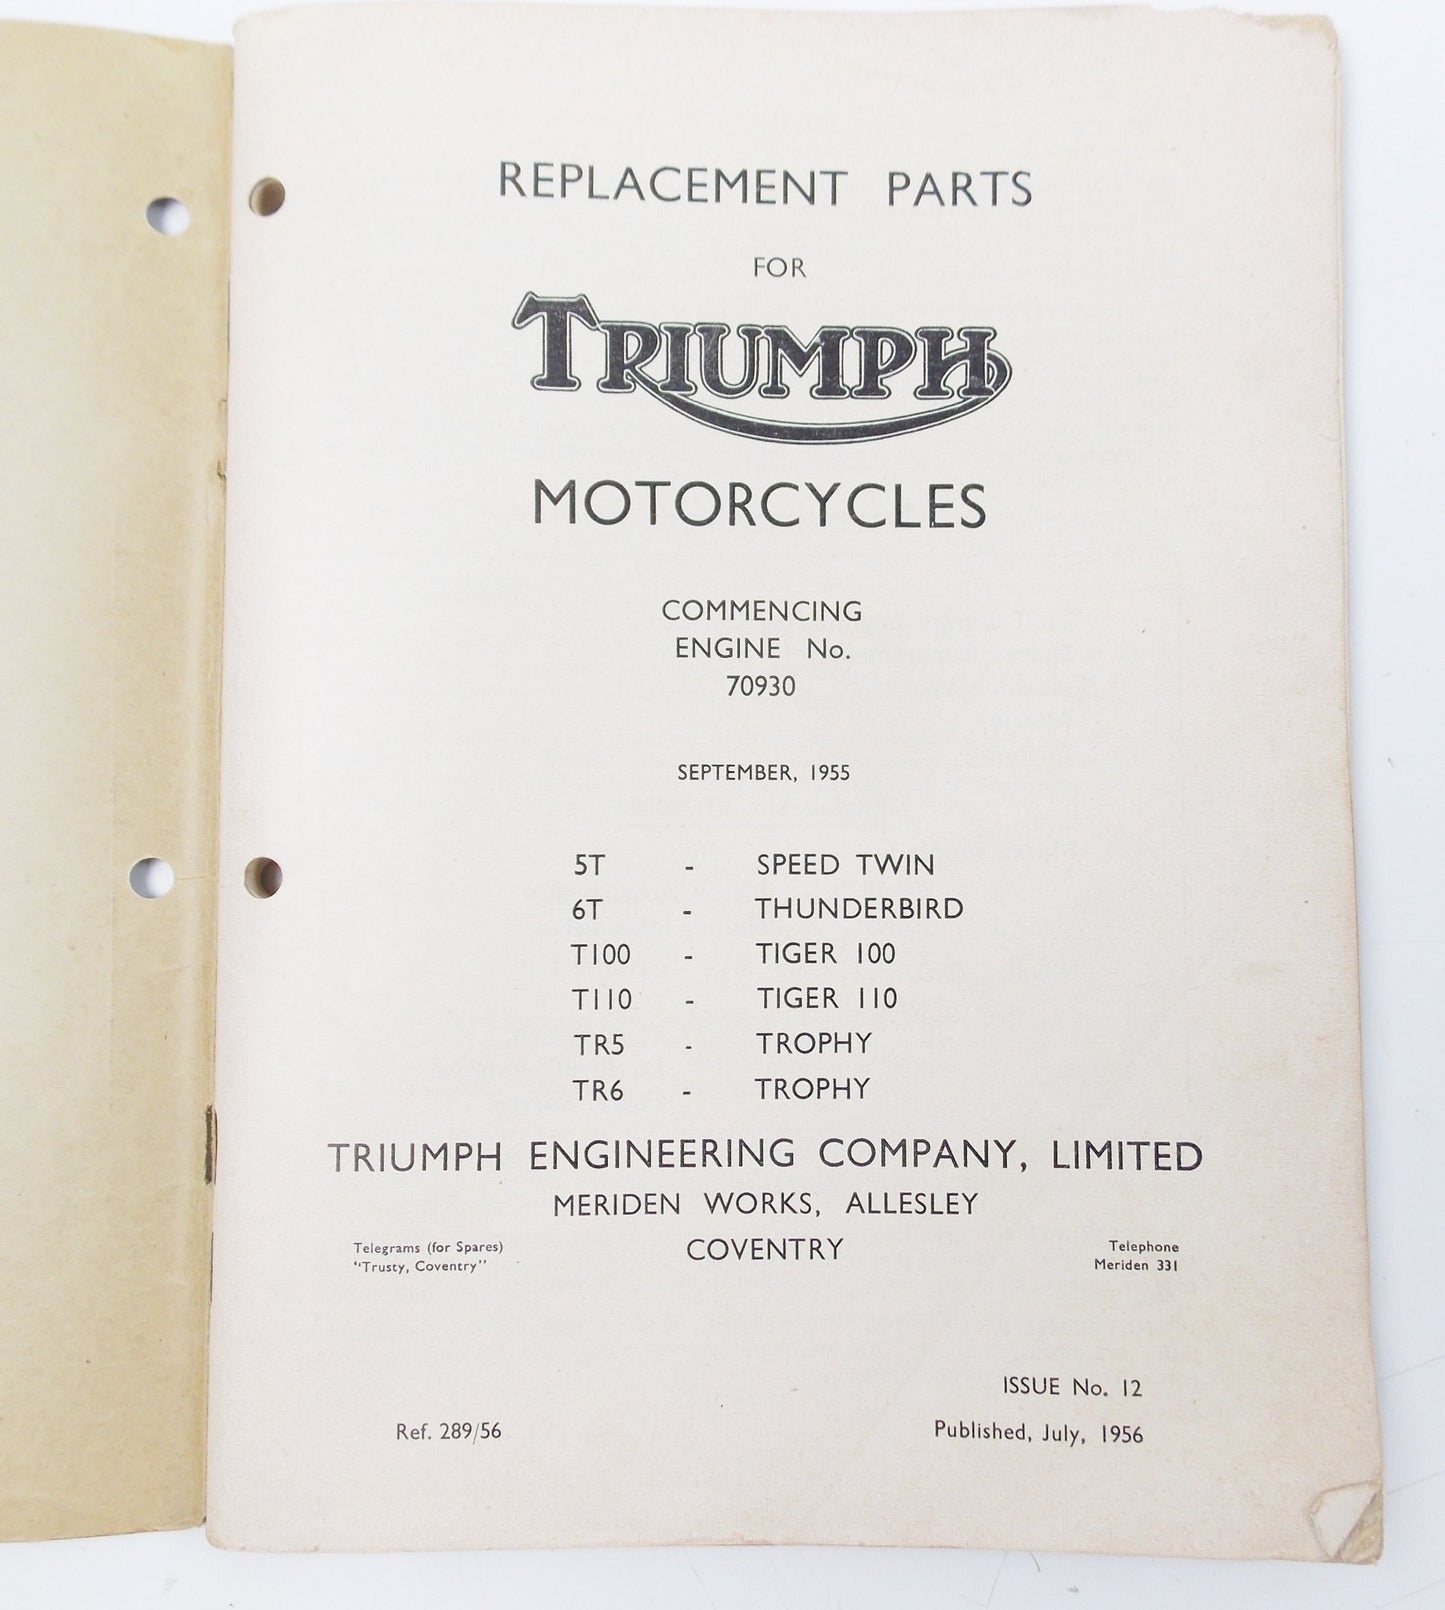 REPLACEMENT PARTS
FOR
TRIUMPH
MOTORCYCLES
COMMENCING
ENGINE No.
70930
SEPTEMBER, 1955
5T - SPEED TWIN
6T - THUNDERBIRD
T100 - TIGER 100
T110 - TIGER 110
TR5 - TROPHY
TR6 - TROPHY
TRIUMPH ENGINEERING COMPANY, LIMITED
MERIDEN WORKS, ALLESLEY
COVENTRY
Telegrams (for Spares)
"Trusty, Coventry"
Telephone
Meriden 331
ISSUE No. 12
Ref. 289/56
Published, July, 1956